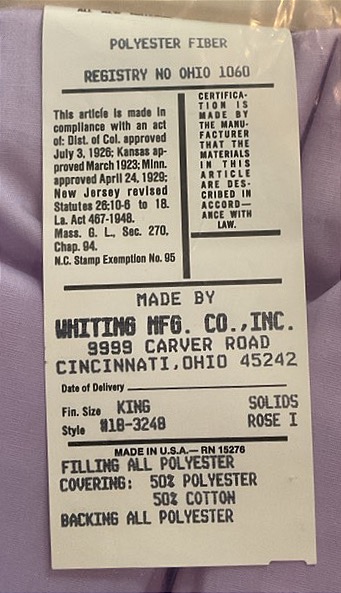 POLYESTER FIBER
REGISTRY NO OHIO 1060
This article is made in
compliance with an act
of: Dist. of Col. approved
July 3, 1926; Kansas ap-
proved March 1923; Minn.
approved April 24, 1929;
New Jersey revised
Statutes 26:10-6 to 18.
La. Act 467-1948.
Mass. G. L., Sec. 270,
Chap. 94.
N.C. Stamp Exemption No. 95
CERTIFICA-
TION IS
MADE BY
THE MANU-
FACTURER
THAT THE
MATERIALS
IN THIS
ARTICLE
ARE DES-
CRIBED IN
ACCORD-
ANCE WITH
LAW.
MADE BY
WHITING MFG. CO.,INC.
9999 CARVER ROAD
CINCINNATI,OHIO 45242
Date of Delivery
Fin. Size KING SOLIDS
Style #18-3248 ROSE I
MADE IN U.S.A.— RN 15276
FILLING ALL POLYESTER
COVERING: 50% POLYESTER
50% COTTON
BACKING ALL POLYESTER